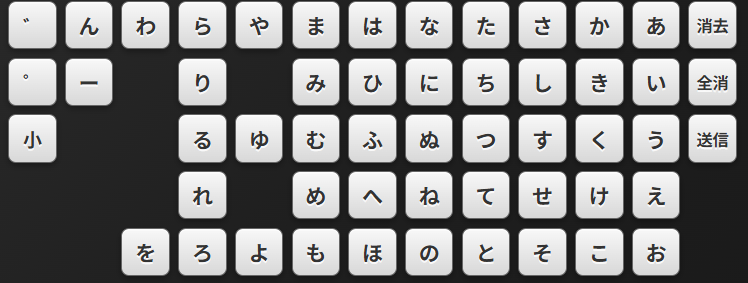 ゛ ん わ ら や ま は な た さ か あ 消去
゜ ー り み ひ に ち し き い 全消
小 る ゆ む ふ ぬ つ す く う 送信
れ め へ ね て せ け え
を ろ よ も ほ の と そ こ お